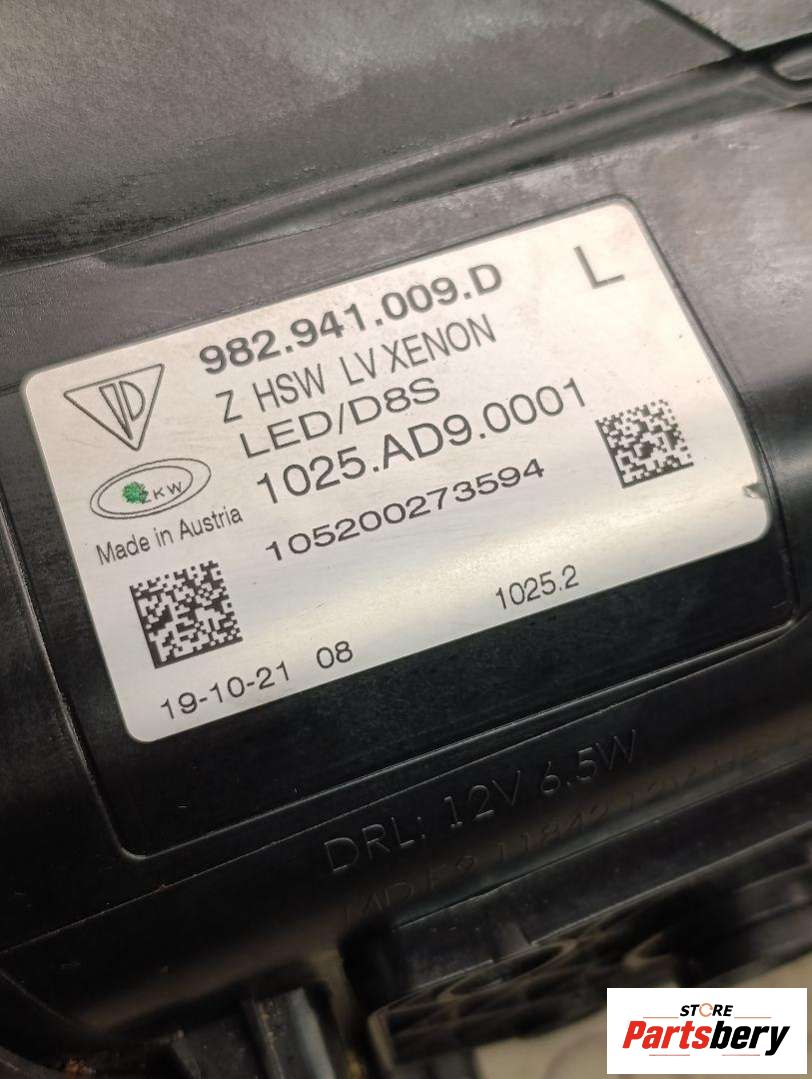 982.941.009.D
L
Z HSW LV XENON
LED/D8S
1025.AD9.0001
ZKW
Made in Austria
105200273594
1025.2
19-10-21 08
DRL: 12V 6.5W
STORE
Partsbery